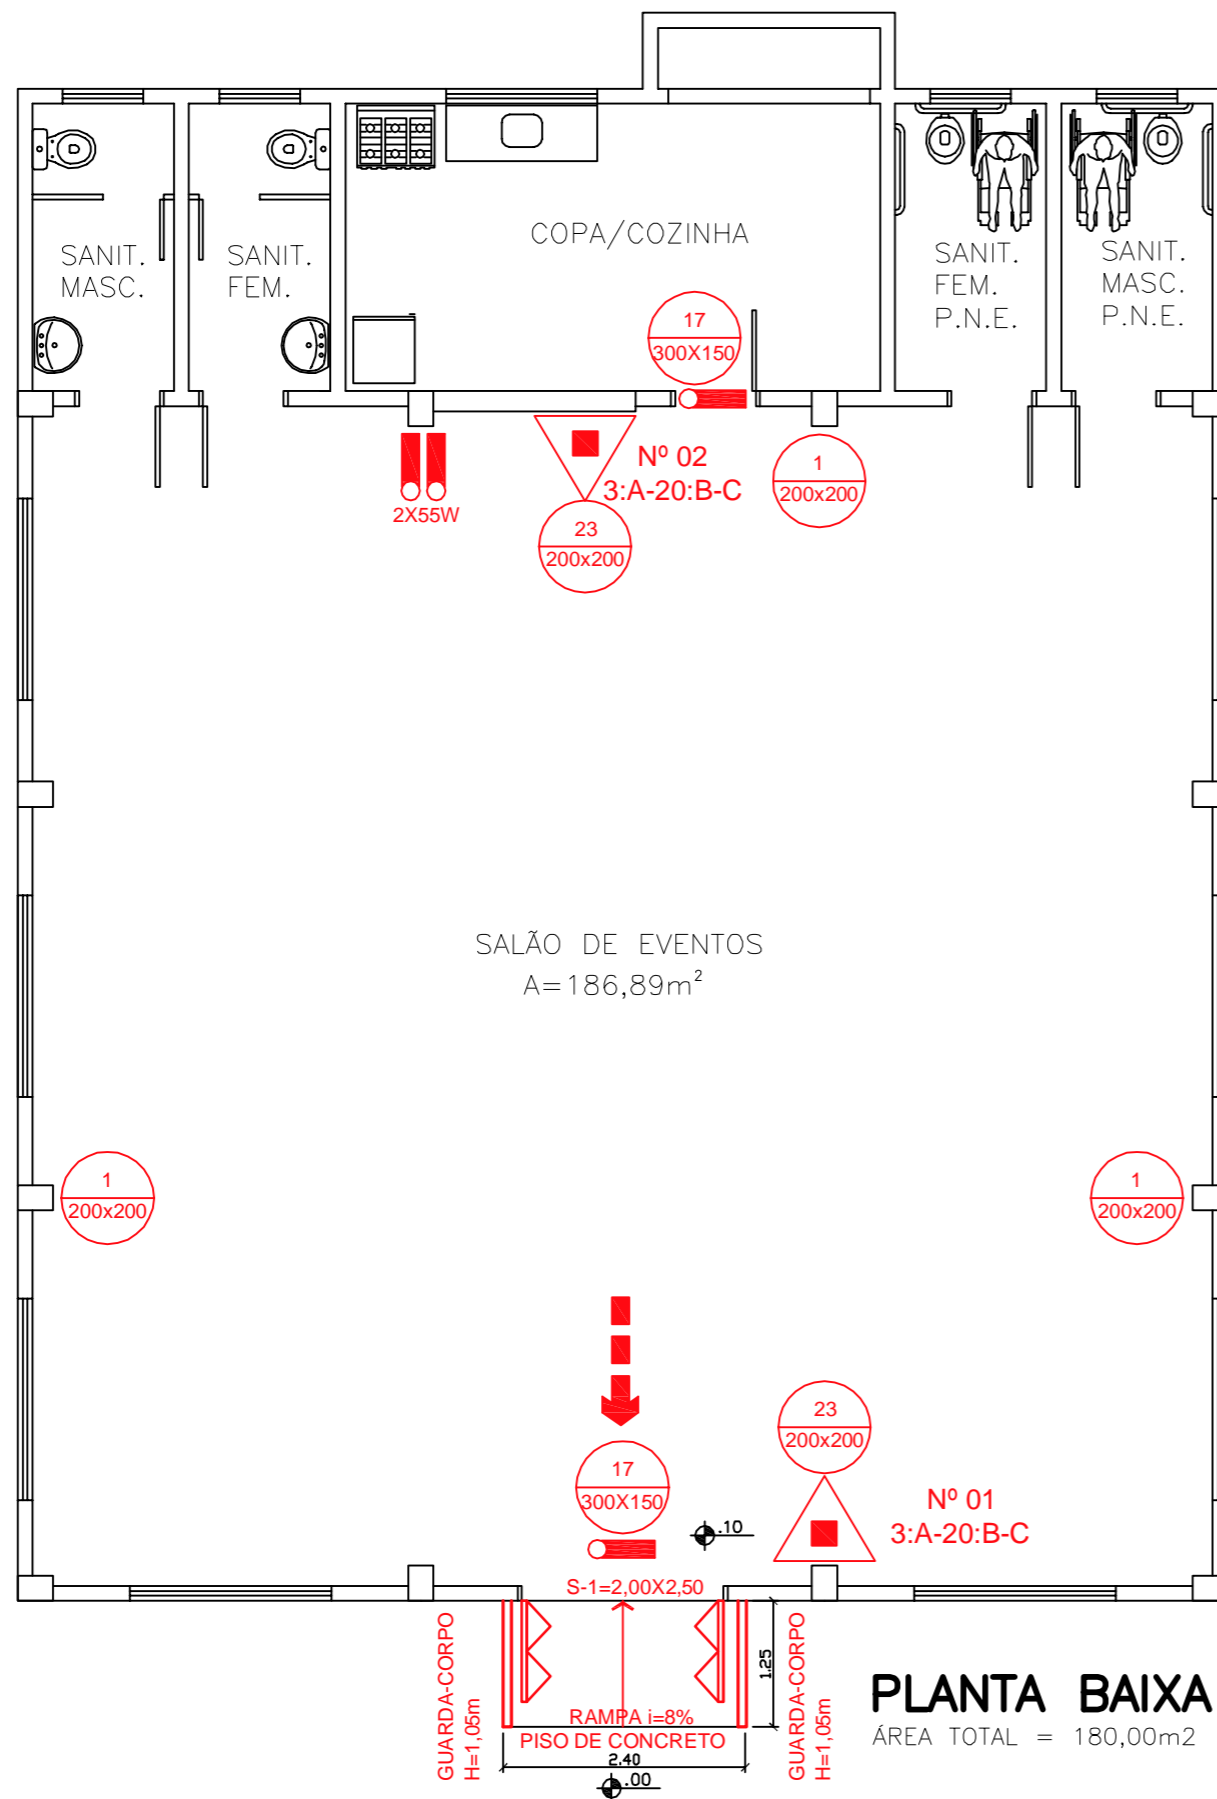 COPA/COZINHA
SANIT.
MASC.
SANIT.
FEM.
SANIT.
FEM.
P.N.E.
SANIT.
MASC.
P.N.E.
17
300X150
Nº 02
3:A-20:B-C
1
200x200
2X55W
23
200x200
SALÃO DE EVENTOS
A=186,89m²
1
200x200
1
200x200
23
200x200
17
300X150
Nº 01
3:A-20:B-C
.10
S-1=2,00X2,50
GUARDA-CORPO
H=1,05m
1.25
GUARDA-CORPO
H=1,05m
RAMPA i=8%
PISO DE CONCRETO
2.40
.00
PLANTA BAIXA
ÁREA TOTAL = 180,00m2